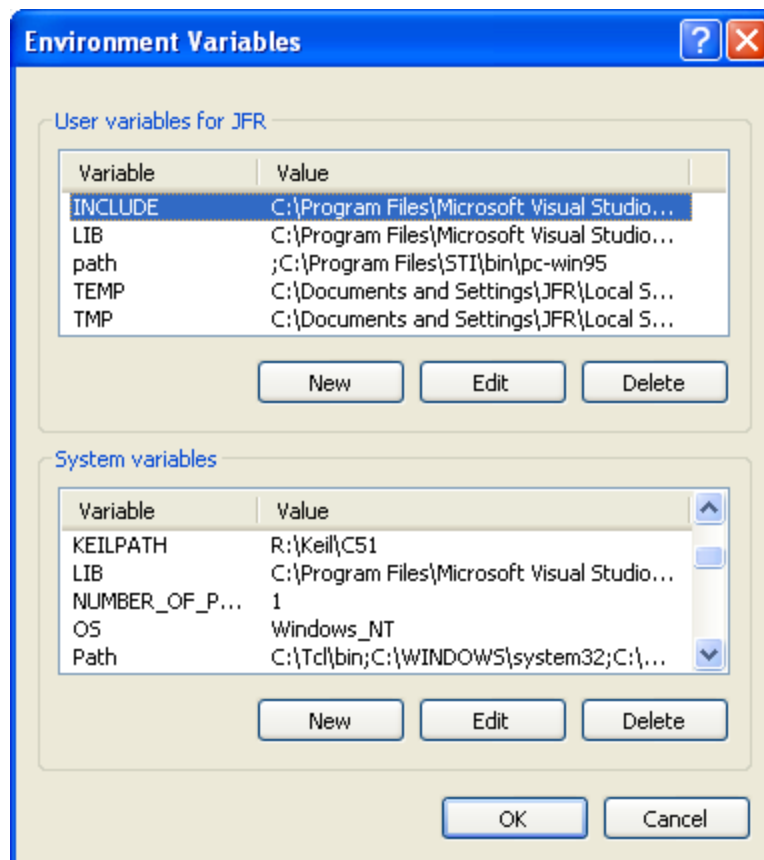 Environment Variables
User variables for JFR
Variable Value
INCLUDE C:\Program Files\Microsoft Visual Studio...
LIB C:\Program Files\Microsoft Visual Studio...
path ;C:\Program Files\STI\bin\pc-win95
TEMP C:\Documents and Settings\JFR\Local S...
TMP C:\Documents and Settings\JFR\Local S...
New Edit Delete
System variables
Variable Value
KEILPATH R:\Keil\C51
LIB C:\Program Files\Microsoft Visual Studio...
NUMBER_OF_P... 1
OS Windows_NT
Path C:\Tcl\bin;C:\WINDOWS\system32;C:\...
New Edit Delete
OK Cancel